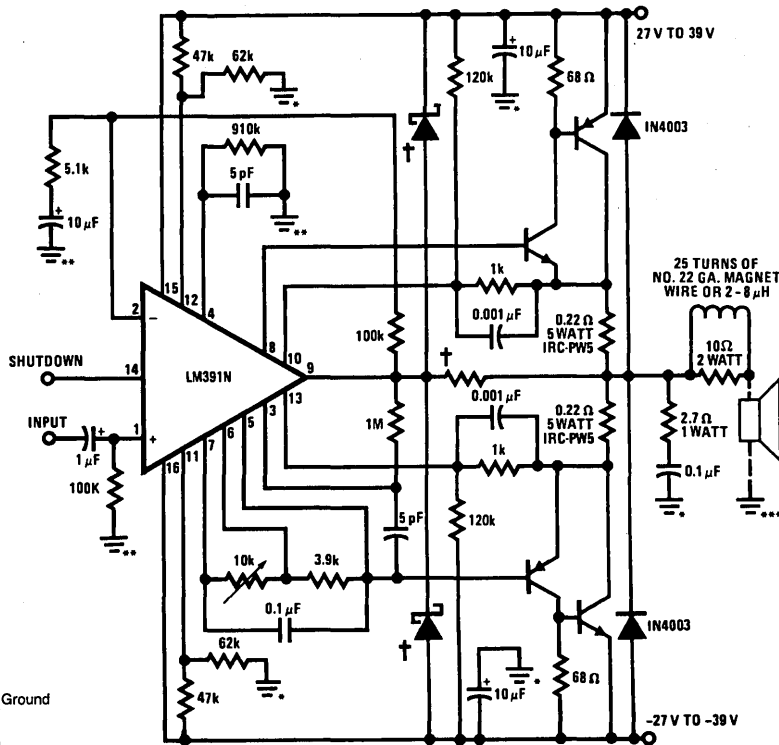 27 V TO 39 V
47k
62k
*
10 µF
+
*
120k
68 Ω
IN4003
5.1k
+
10 µF
**
910k
5 pF
**
†
15
12
4
2
−
8
10
9
LM391N
SHUTDOWN
14
INPUT
1
+
+
1 µF
100K
**
16
11
7
6
5
3
13
1k
0.001 µF
100k
†
0.22 Ω
5 WATT
IRC-PW5
25 TURNS OF
NO. 22 GA. MAGNET
WIRE OR 2 - 8 µH
10Ω
2 WATT
0.001 µF
1M
1k
0.22 Ω
5 WATT
IRC-PW5
2.7 Ω
1 WATT
0.1 µF
*
***
5 pF
120k
10k
3.9k
0.1 µF
62k
*
47k
†
+
10 µF
*
68 Ω
IN4003
Ground
−27 V TO −39 V